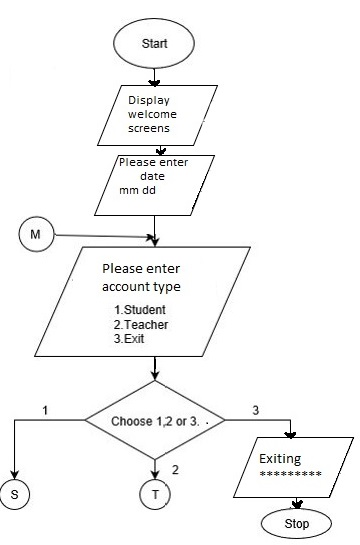 Start
Display
welcome
screens
Please enter
date
mm dd
M
Please enter
account type
1.Student
2.Teacher
3.Exit
1
Choose 1,2 or 3. .
3
2
S
T
Exiting
*********
Stop